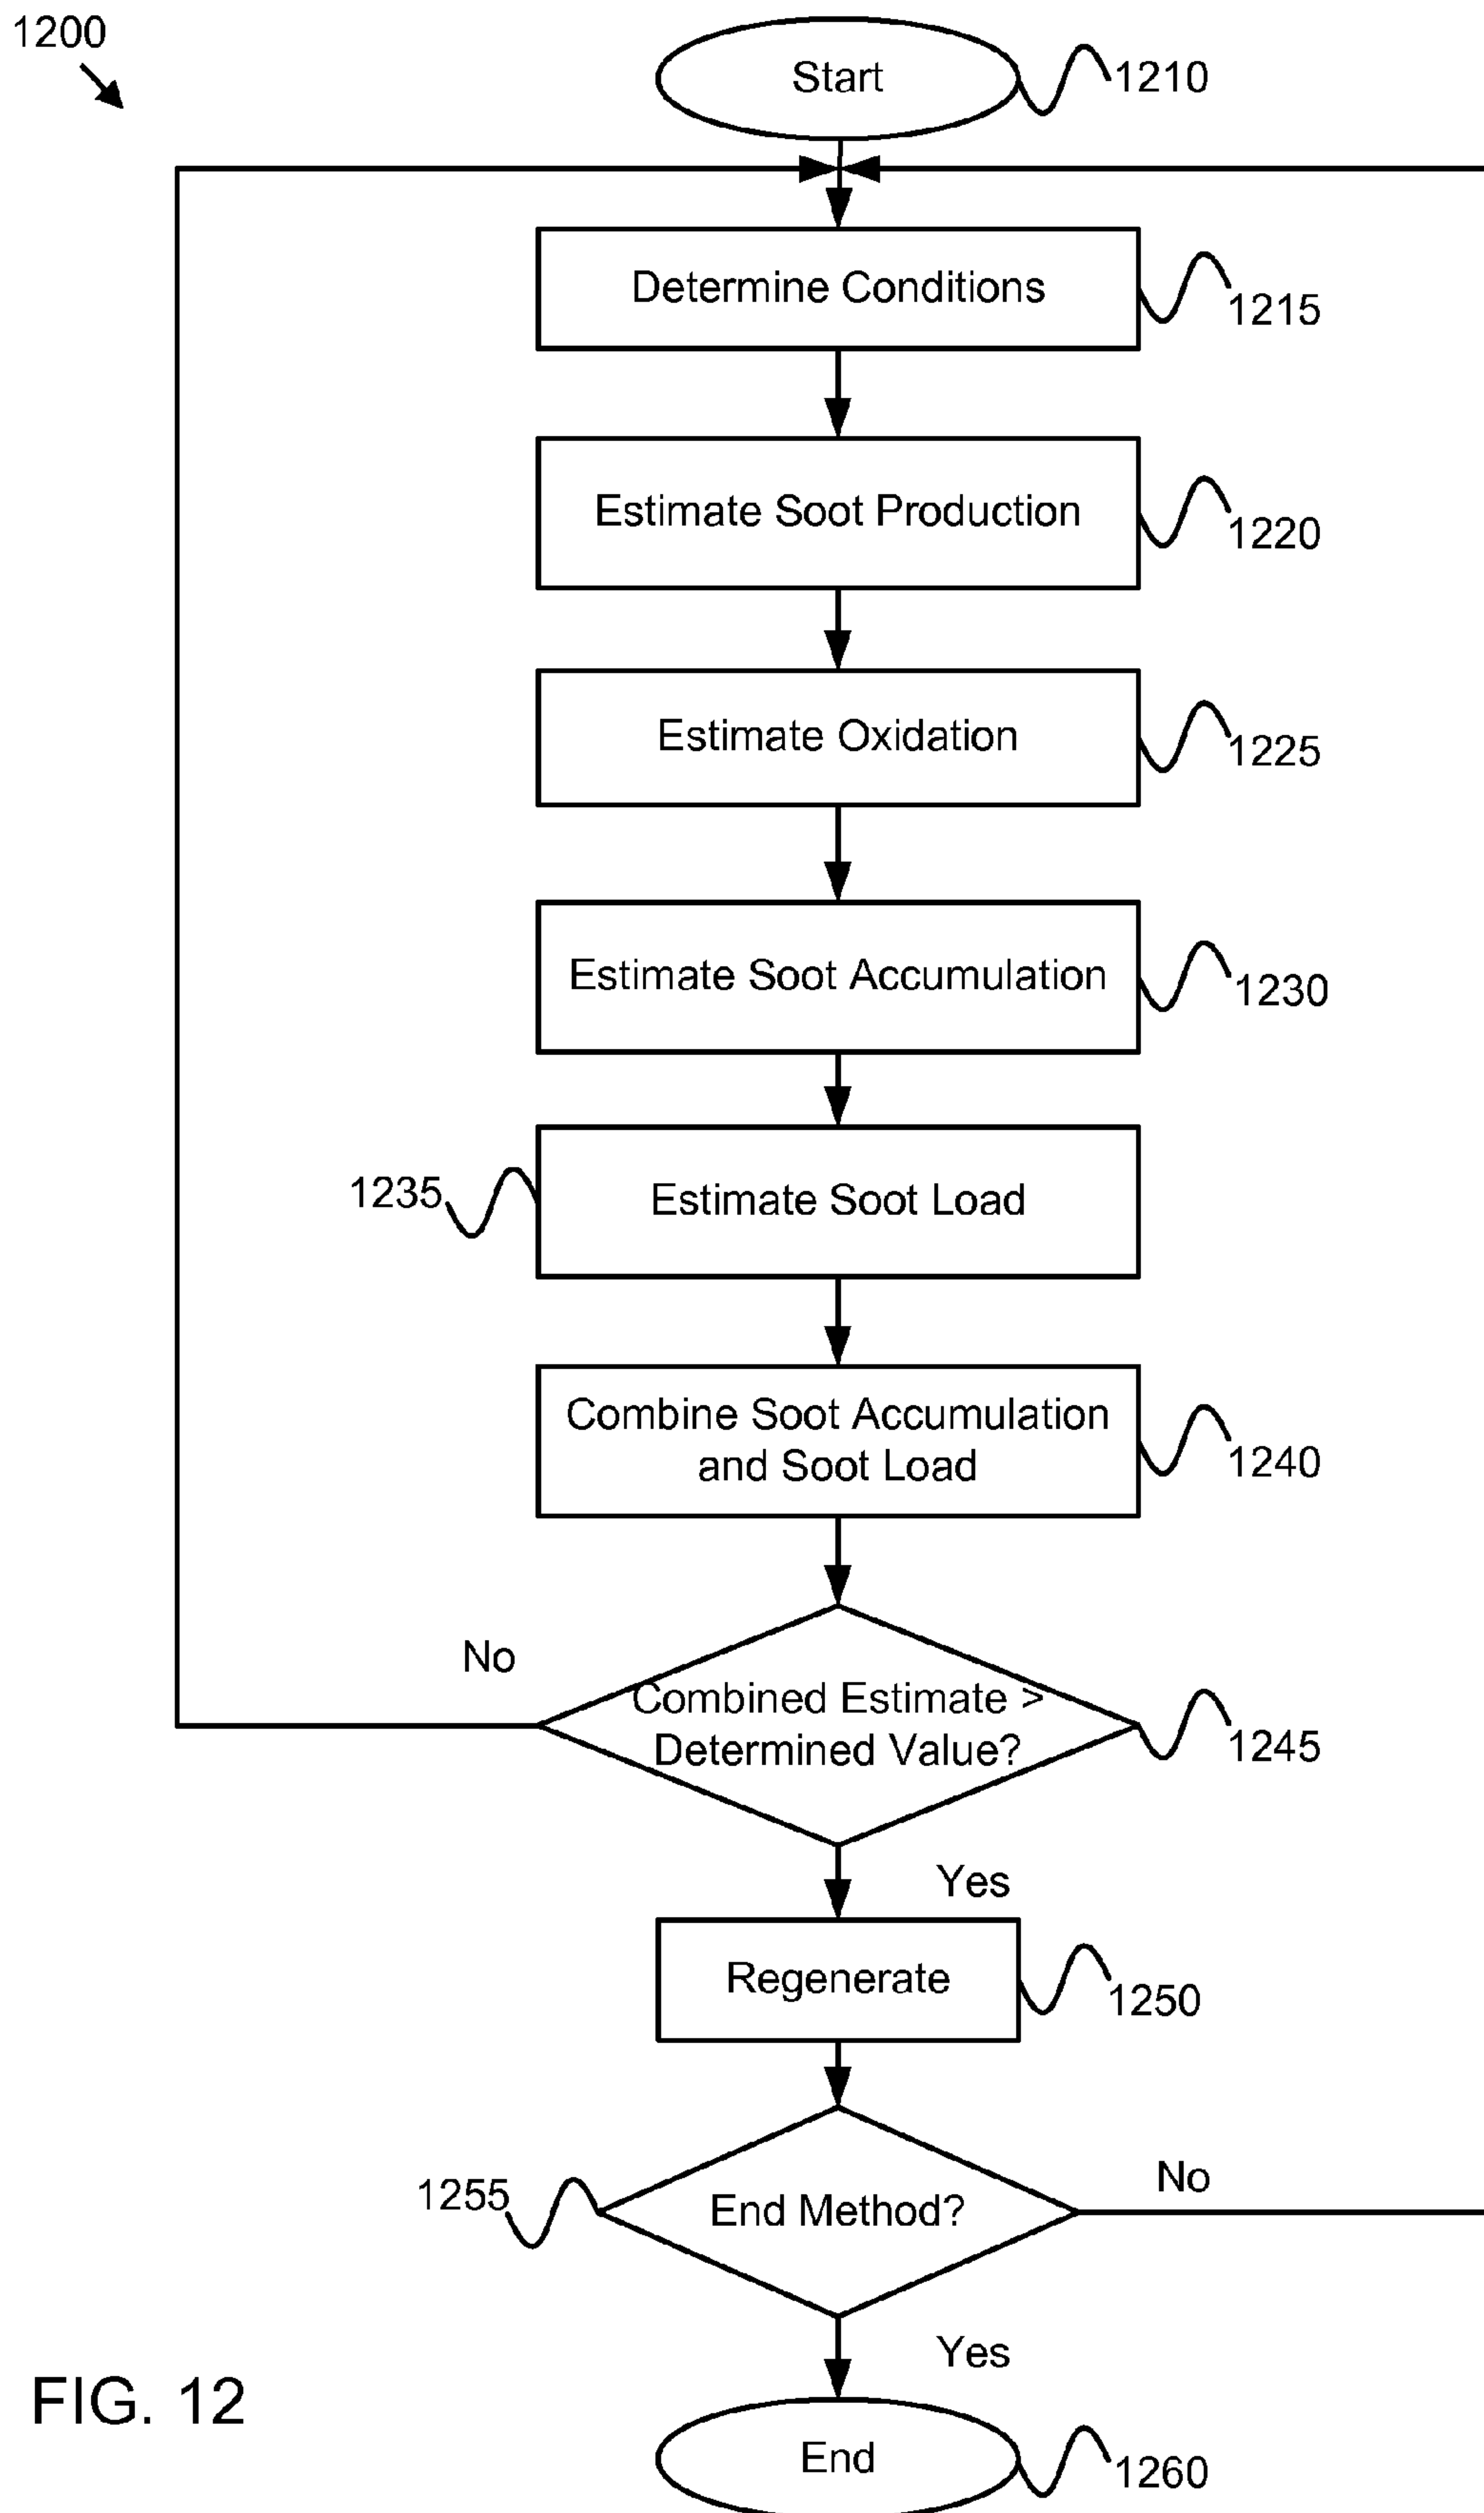 1200
Start
1210
Determine Conditions
1215
Estimate Soot Production
1220
Estimate Oxidation
1225
Estimate Soot Accumulation
1230
1235
Estimate Soot Load
Combine Soot Accumulation
and Soot Load
1240
No
Combined Estimate >
Determined Value?
1245
Yes
Regenerate
1250
1255
End Method?
No
Yes
FIG. 12
End
1260